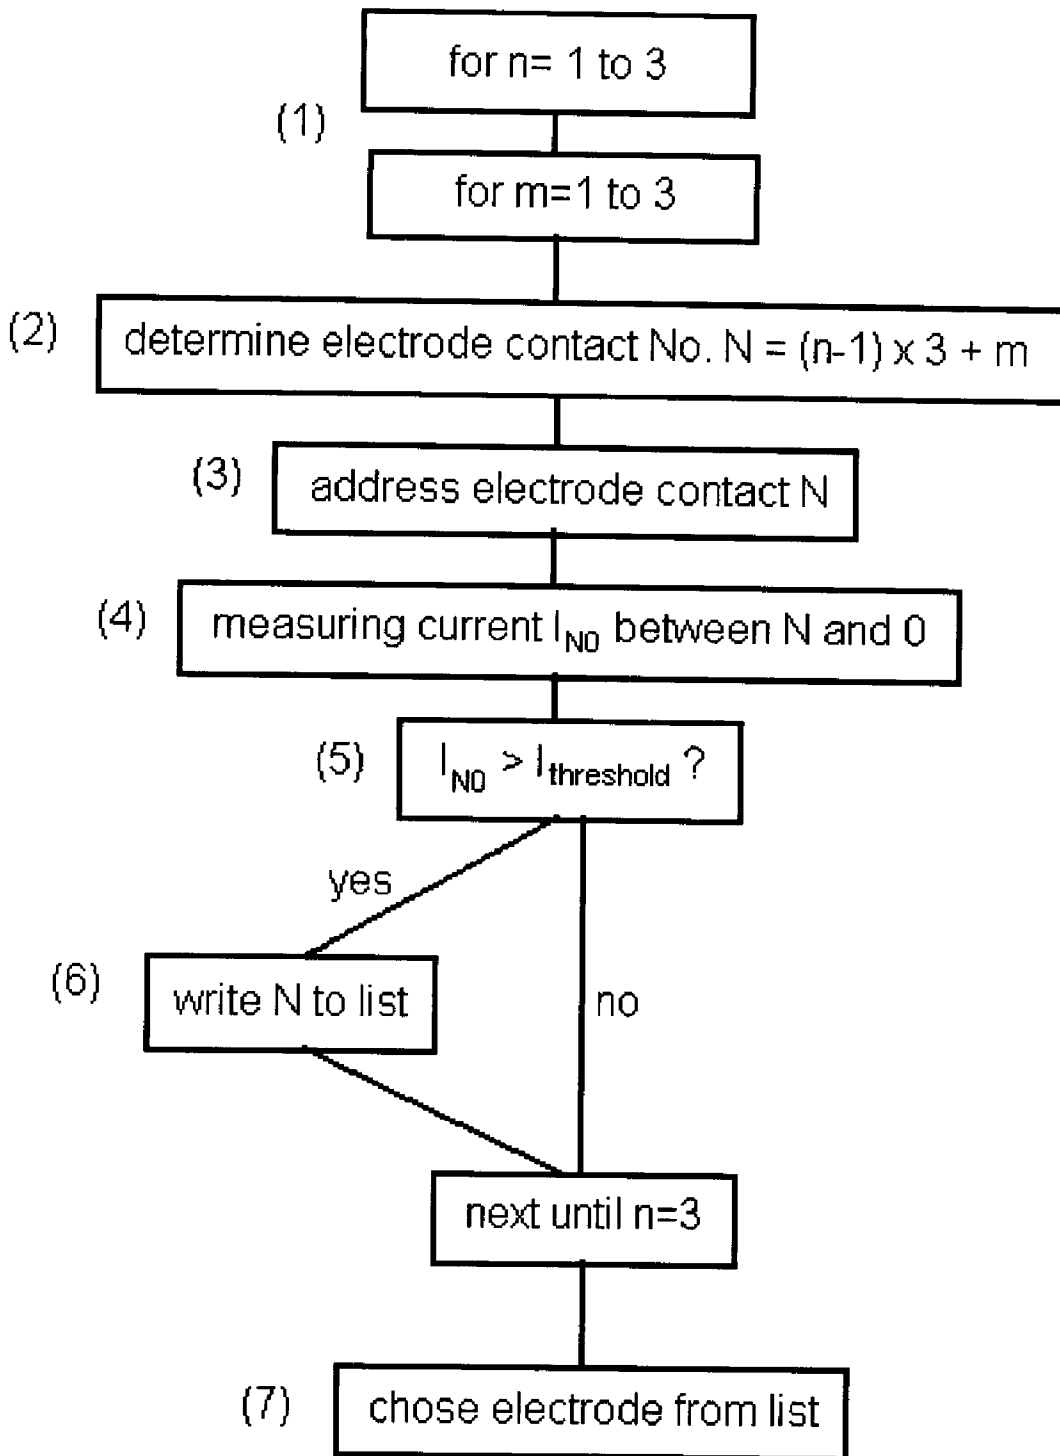 for n= 1 to 3
(1)
for m=1 to 3
(2)
determine electrode contact No. N = (n-1) x 3 + m
(3)
address electrode contact N
(4)
measuring current I_N0 between N and 0
(5)
I_N0 > I_threshold ?
yes
(6)
write N to list
no
next until n=3
(7)
chose electrode from list